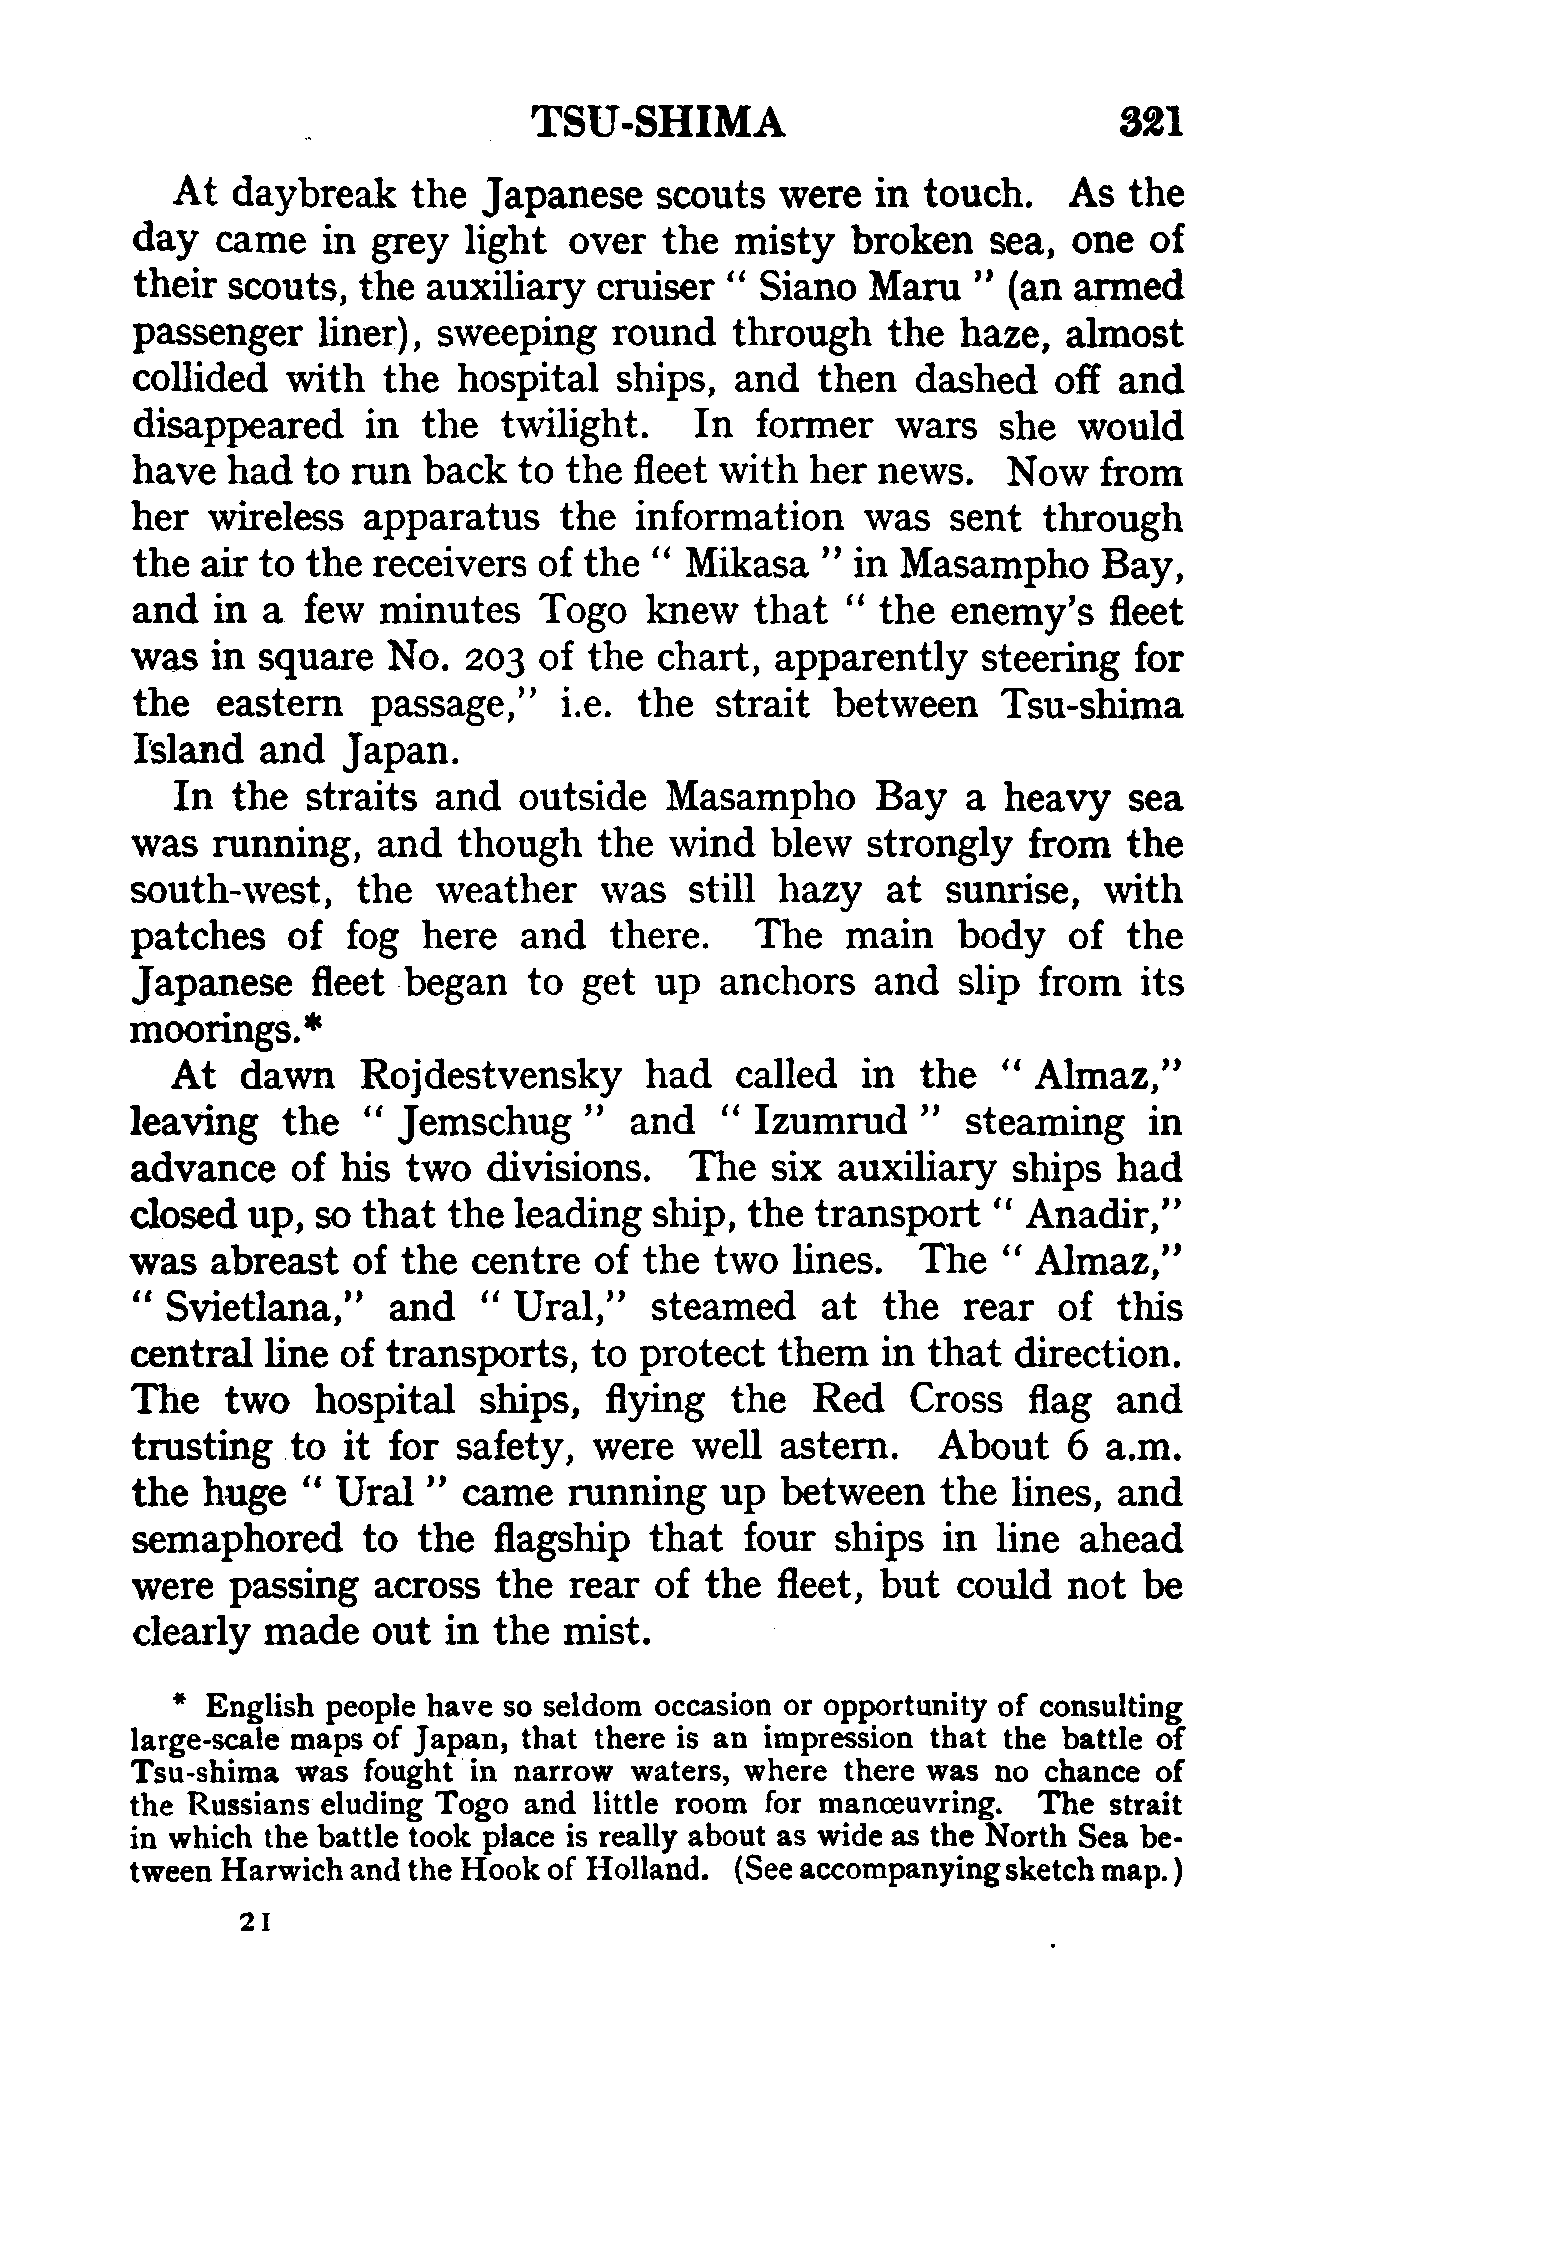 TSU-SHIMA 321
At daybreak the Japanese scouts were in touch. As the
day came in grey light over the misty broken sea, one of
their scouts, the auxiliary cruiser " Siano Maru " (an armed
passenger liner), sweeping round through the haze, almost
collided with the hospital ships, and then dashed off and
disappeared in the twilight. In former wars she would
have had to run back to the fleet with her news. Now from
her wireless apparatus the information was sent through
the air to the receivers of the " Mikasa " in Masampho Bay,
and in a few minutes Togo knew that " the enemy's fleet
was in square No. 203 of the chart, apparently steering for
the eastern passage," i.e. the strait between Tsu-shima
Island and Japan.
In the straits and outside Masampho Bay a heavy sea
was running, and though the wind blew strongly from the
south-west, the weather was still hazy at sunrise, with
patches of fog here and there. The main body of the
Japanese fleet began to get up anchors and slip from its
moorings.*
At dawn Rojdestvensky had called in the " Almaz,"
leaving the " Jemschug " and " Izumrud " steaming in
advance of his two divisions. The six auxiliary ships had
closed up, so that the leading ship, the transport " Anadir,"
was abreast of the centre of the two lines. The " Almaz,"
" Svietlana," and " Ural," steamed at the rear of this
central line of transports, to protect them in that direction.
The two hospital ships, flying the Red Cross flag and
trusting to it for safety, were well astern. About 6 a.m.
the huge " Ural " came running up between the lines, and
semaphored to the flagship that four ships in line ahead
were passing across the rear of the fleet, but could not be
clearly made out in the mist.
* English people have so seldom occasion or opportunity of consulting
large-scale maps of Japan, that there is an impression that the battle of
Tsu-shima was fought in narrow waters, where there was no chance of
the Russians eluding Togo and little room for manœuvring. The strait
in which the battle took place is really about as wide as the North Sea be-
tween Harwich and the Hook of Holland. (See accompanying sketch map.)
21